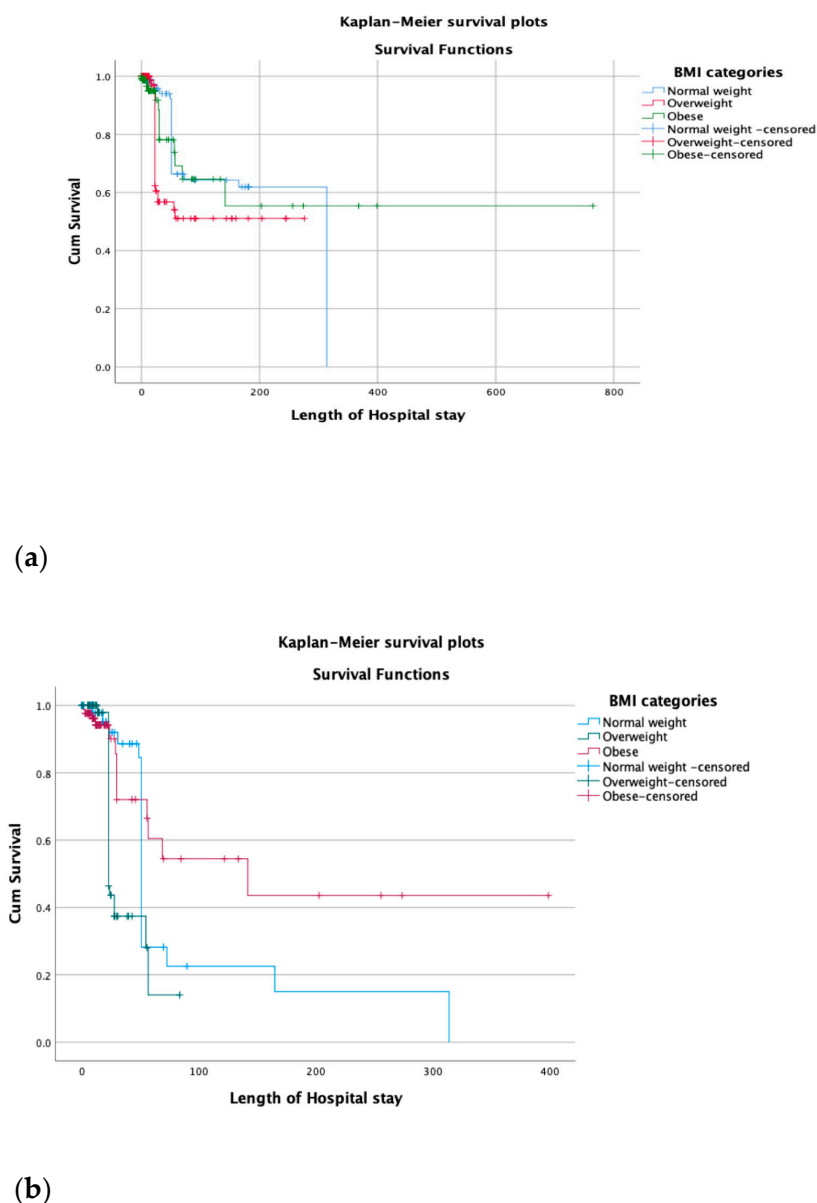 Kaplan-Meier survival plots
Survival Functions
BMI categories
Normal weight
Overweight
Obese
Normal weight -censored
Overweight-censored
Obese-censored
Cum Survival
1.0
0.8
0.6
0.4
0.2
0.0
0 200 400 600 800
Length of Hospital stay
(a)
Kaplan-Meier survival plots
Survival Functions
BMI categories
Normal weight
Overweight
Obese
Normal weight -censored
Overweight-censored
Obese-censored
Cum Survival
1.0
0.8
0.6
0.4
0.2
0.0
0 100 200 300 400
Length of Hospital stay
(b)